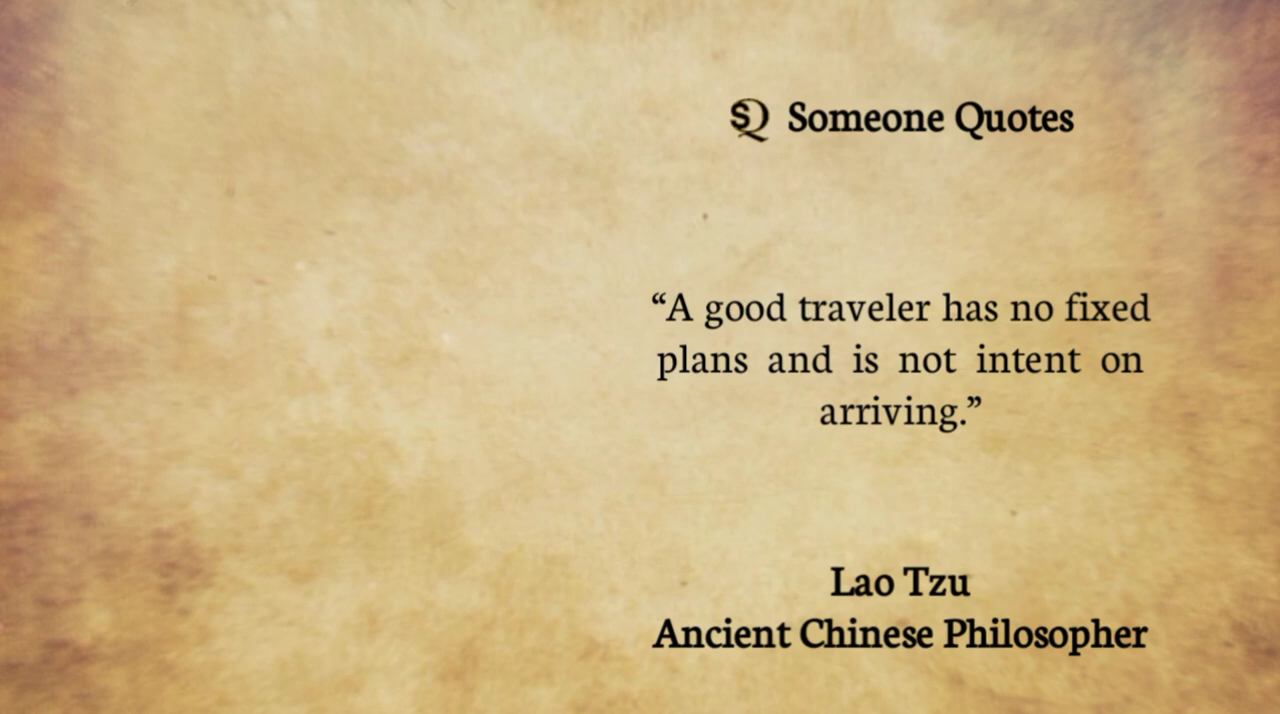 SQ Someone Quotes
“A good traveler has no fixed
plans and is not intent on
arriving.”
Lao Tzu
Ancient Chinese Philosopher